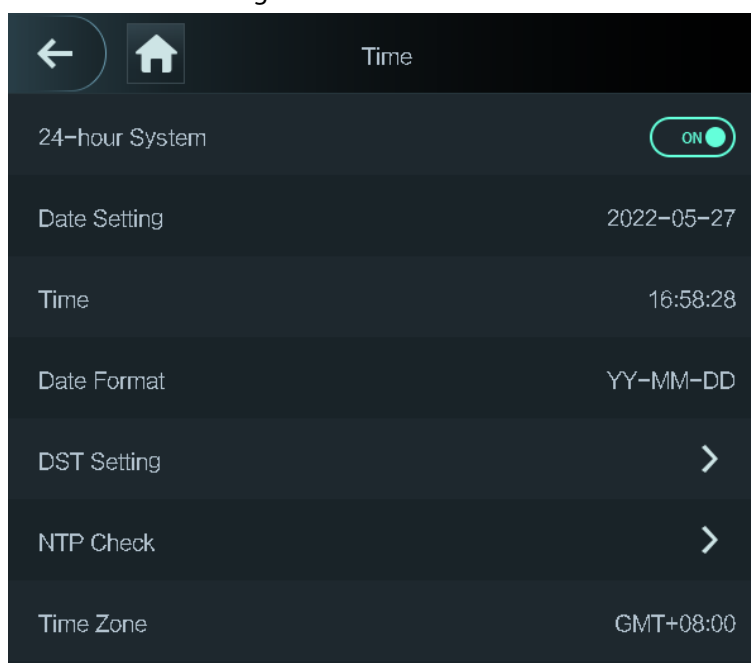 Time
24-hour System
ON
Date Setting
2022-05-27
Time
16:58:28
Date Format
YY-MM-DD
DST Setting
NTP Check
Time Zone
GMT+08:00